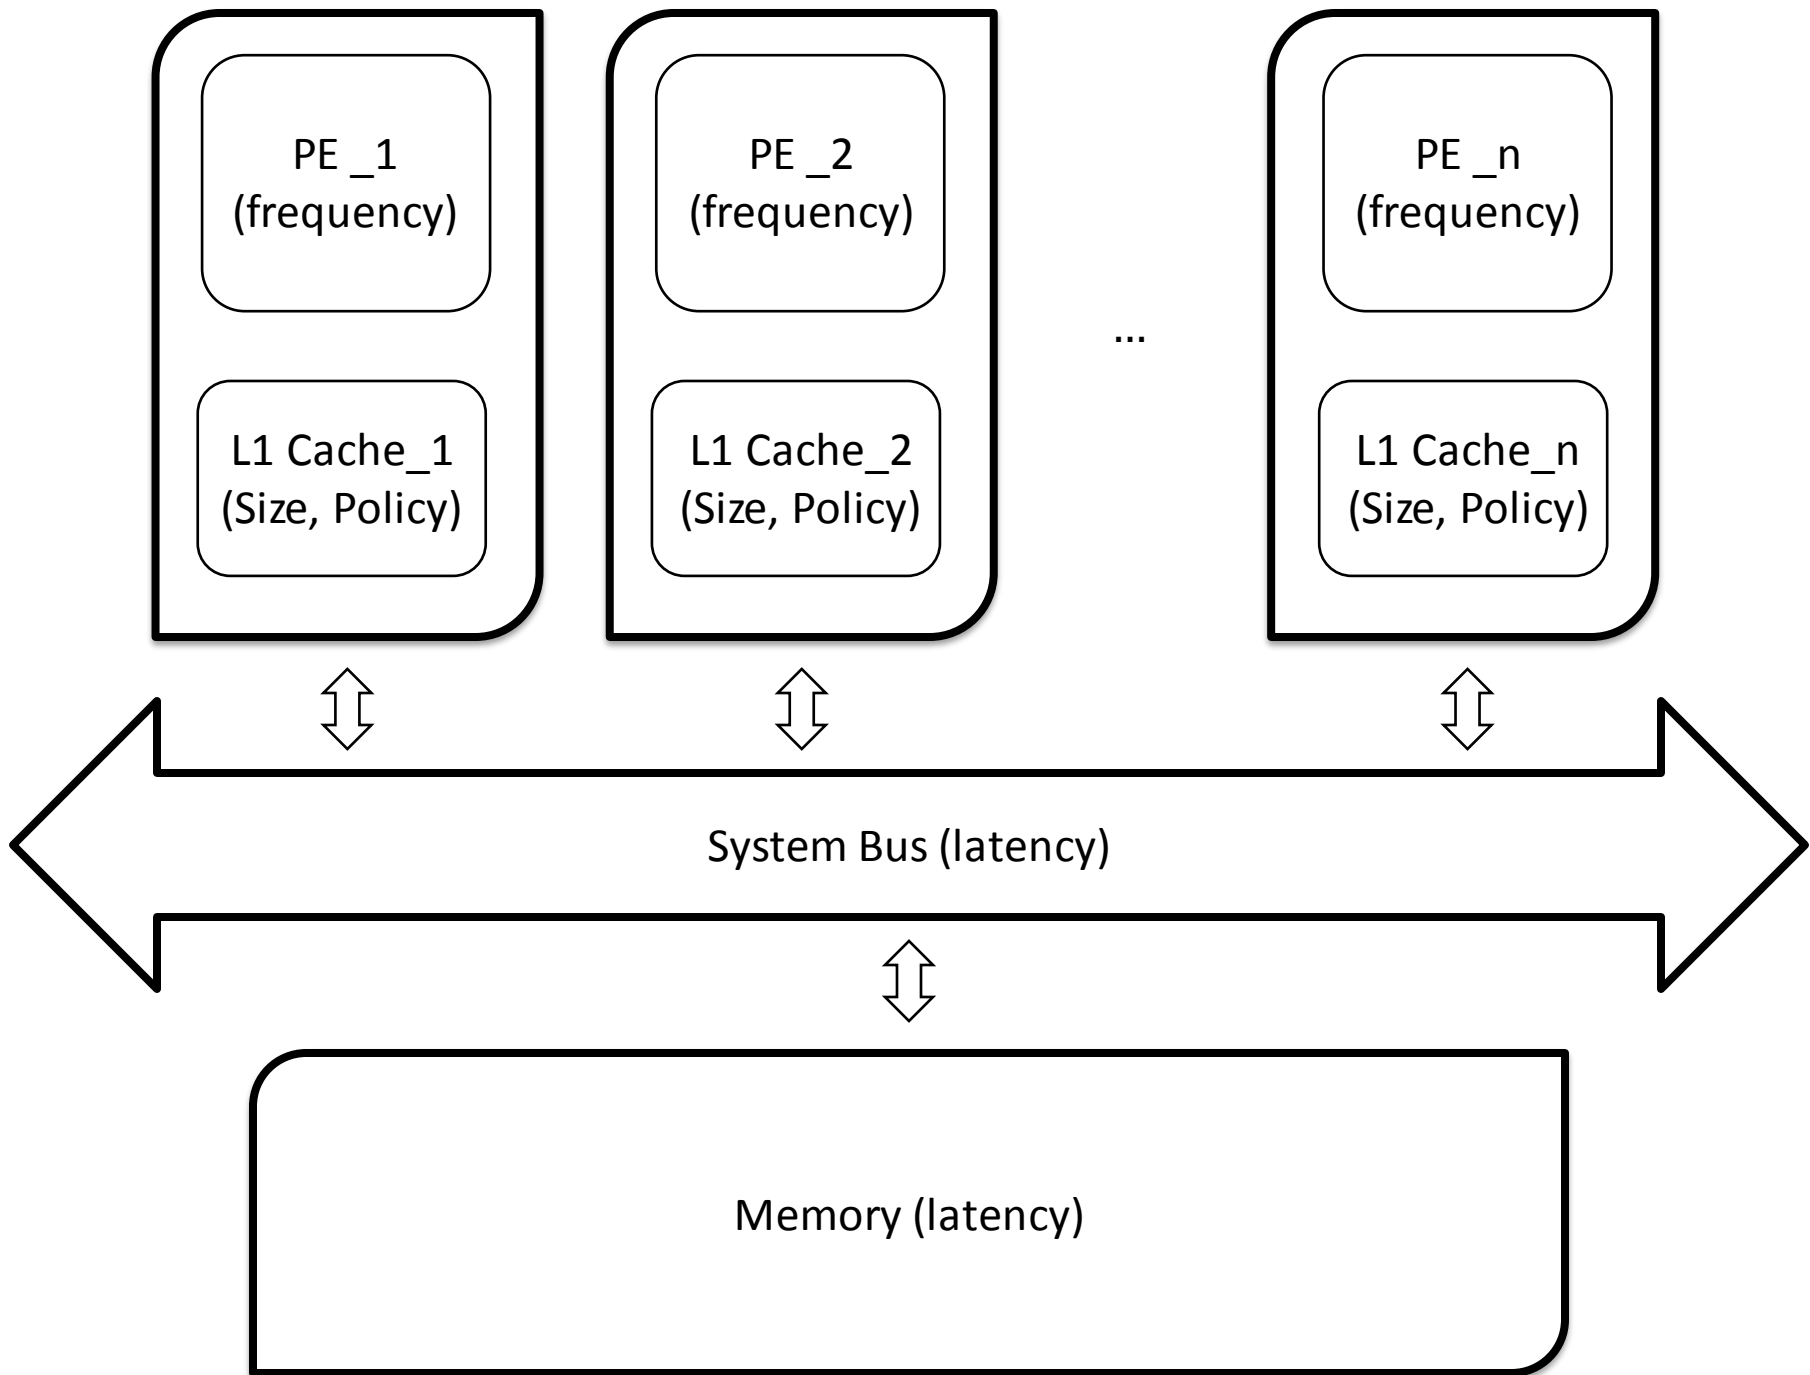 PE _1
(frequency)
PE _2
(frequency)
PE _n
(frequency)
...
L1 Cache_1
(Size, Policy)
L1 Cache_2
(Size, Policy)
L1 Cache_n
(Size, Policy)
System Bus (latency)
Memory (latency)